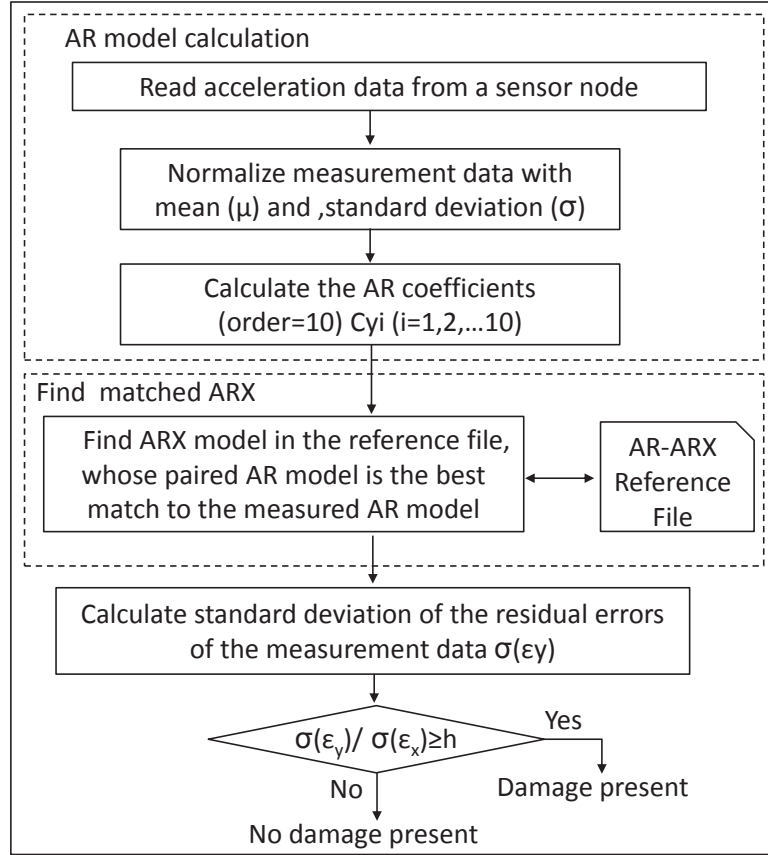 AR model calculation
Read acceleration data from a sensor node
Normalize measurement data with
mean (μ) and ,standard deviation (σ)
Calculate the AR coefficients
(order=10) Cyi (i=1,2,...10)
Find matched ARX
Find ARX model in the reference file,
whose paired AR model is the best
match to the measured AR model
AR-ARX
Reference
File
Calculate standard deviation of the residual errors
of the measurement data σ(εy)
σ(ε_y)/ σ(ε_x)≥h
Yes
No
Damage present
No damage present